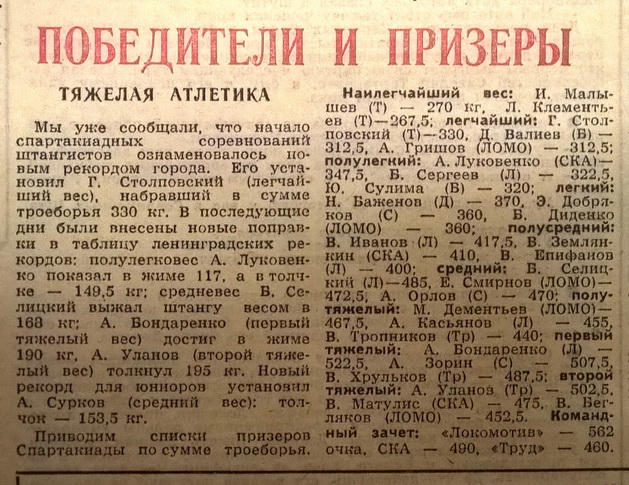 ПОБЕДИТЕЛИ И ПРИЗЕРЫ
ТЯЖЕЛАЯ АТЛЕТИКА
Мы уже сообщали, что начало
спартакиадных соревнований
штангистов ознаменовалось но-
вым рекордом города. Его уста-
новил Г. Столповский (легчай-
ший вес), набравший в сумме
троеборья 330 кг. В последующие
дни были внесены новые поправ-
ки в таблицу ленинградских ре-
кордов: полулегковес А. Луковен-
ко показал в жиме 117, а в толч-
ке — 149,5 кг; средневес Б. Се-
лицкий выжал штангу весом в
168 кг; А. Бондаренко (первый
тяжелый вес) достиг в жиме
190 кг, А. Уланов (второй тяже-
лый вес) толкнул 195 кг. Новый
рекорд для юниоров установил
А. Сурков (средний вес): тол-
чок — 153,5 кг.
Приводим списки призеров
Спартакиады по сумме троеборья.
Наилегчайший вес: И. Малы-
шев (Т) — 270 кг, Л. Клементь-
ев (Т)—267,5; легчайший: Г. Стол-
повский (Т)—330, Д. Валиев (В) —
312,5, А. Гришов (ЛОМО) — 312,5;
полулегкий: А. Луковенко (СКА)—
347,5, Б. Сергеев (Л) — 322,5,
Ю. Сулима (В) — 320; легкий:
Н. Баженов (Д) — 370, Э. Добря-
ков (С) — 360, Б. Диденко
(ЛОМО) — 360; полусредний:
В. Иванов (Л) — 417,5, В. Землян-
кин (СКА) — 410, В. Епифанов
(Л) — 400; средний: Б. Селиц-
кий (Л)—485, Е. Смирнов (ЛОМО)—
472,5, А. Орлов (С) — 470; полу-
тяжелый: М. Дементьев (ЛОМО)—
467,5, А. Касьянов (Л) — 455,
В. Тропников (Тр) — 440; первый
тяжелый: А. Бондаренко (Л) —
522,5, А. Зорин (С) — 507,5,
В. Хрульков (Тр) — 487,5; второй
тяжелый: А. Уланов (Тр) — 502,5,
В. Матулис (СКА) — 475, В. Бег-
ляков (ЛОМО) — 452,5. Команд-
ный зачет: «Локомотив» — 562
очка, СКА — 490, «Труд» — 460.